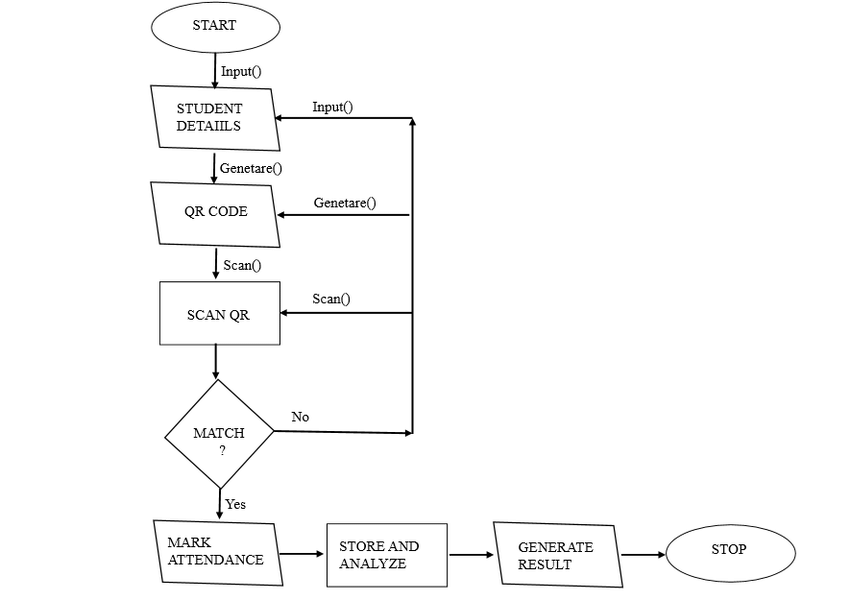 START
Input()
STUDENT
DETAIILS
Input()
Genetare()
QR CODE
Genetare()
Scan()
SCAN QR
Scan()
MATCH
?
No
Yes
MARK
ATTENDANCE
STORE AND
ANALYZE
GENERATE
RESULT
STOP